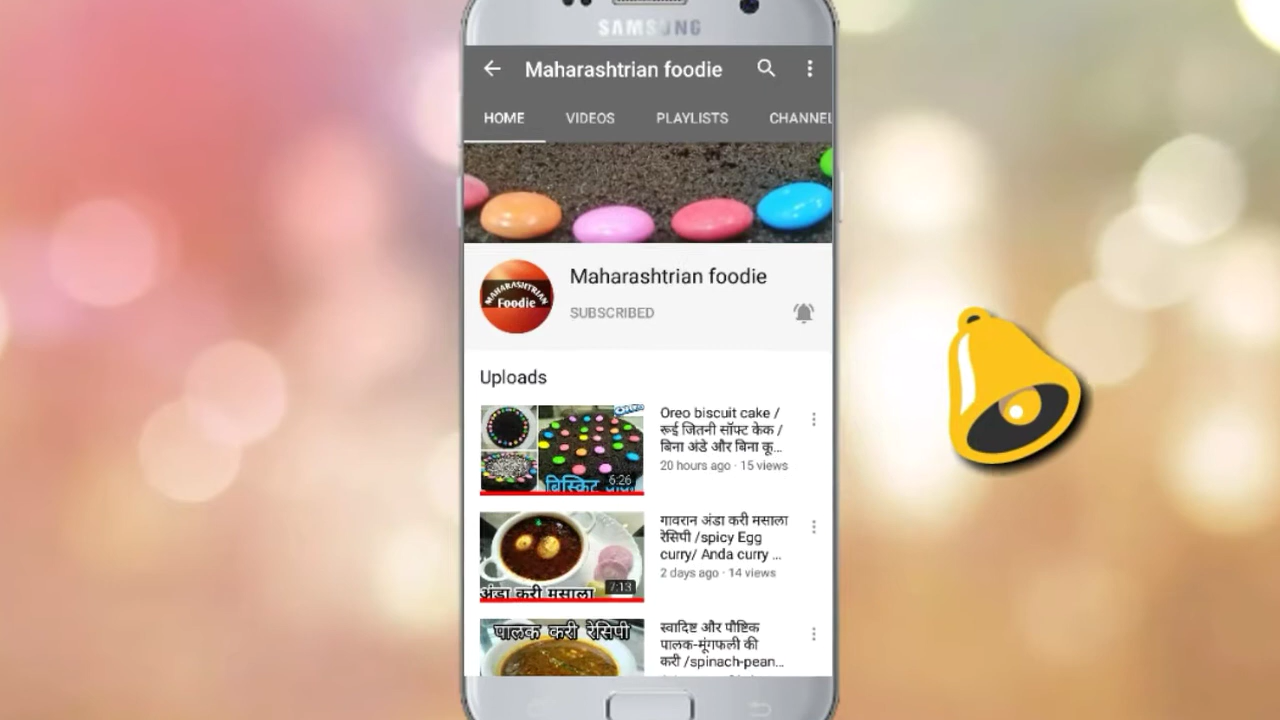 SAMSUNG
Maharashtrian foodie
HOME VIDEOS PLAYLISTS CHANNEL
MAHARASHTRIAN
Foodie
Maharashtrian foodie
SUBSCRIBED
Uploads
OREO
बिस्किट
6:26
Oreo biscuit cake /
रूई जितनी सॉफ्ट केक /
बिना अंडे और बिना कू...
20 hours ago · 15 views
अंडा करी मसाला
7:13
गावरान अंडा करी मसाला
रेसिपी /spicy Egg
curry/ Anda curry ...
2 days ago · 14 views
पालक करी रेसिपी
स्वादिष्ट और पौष्टिक
पालक-मूंगफली की
करी /spinach-pean...